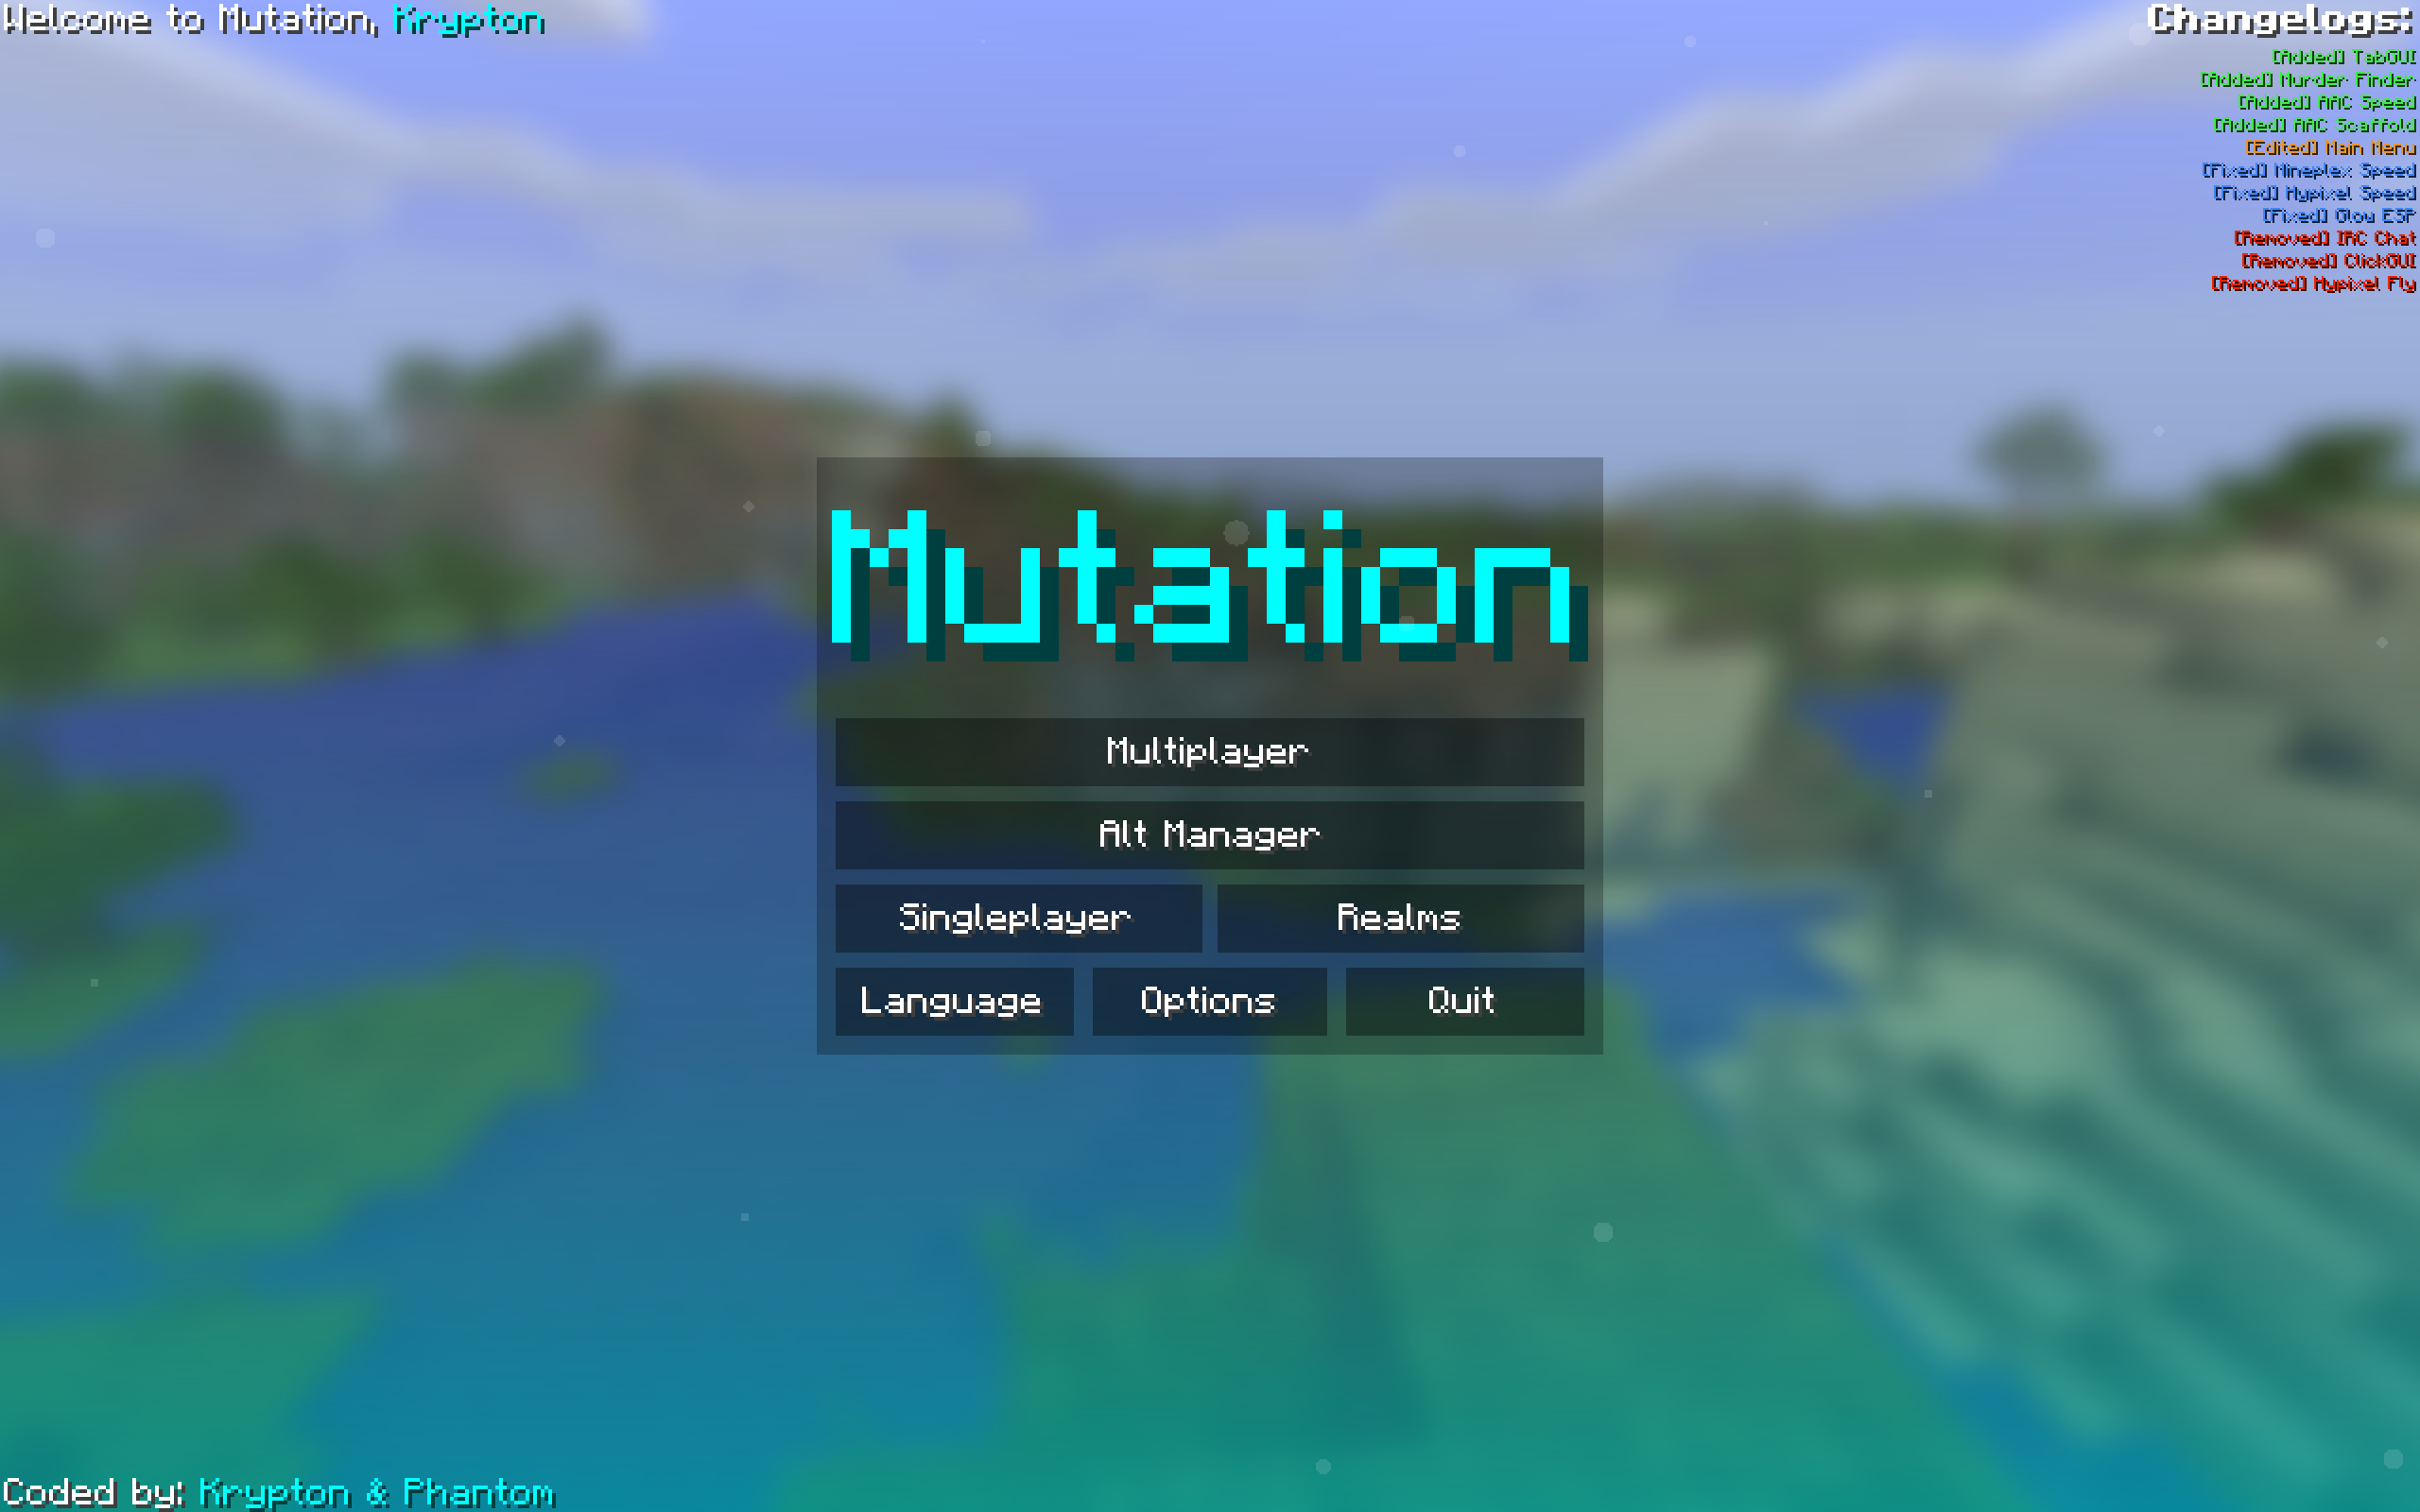 Welcome to Mutation, Krypton
Changelogs:
[Added] TabGUI
[Added] Murder Finder
[Added] AAC Speed
[Added] AAC Scaffold
[Edited] Main Menu
[Fixed] Mineplex Speed
[Fixed] Hypixel Speed
[Fixed] Glow ESP
[Removed] IRC Chat
[Removed] ClickGUI
[Removed] Hypixel Fly
Mutation
Multiplayer
Alt Manager
Singleplayer
Realms
Language
Options
Quit
Coded by: Krypton & Phantom